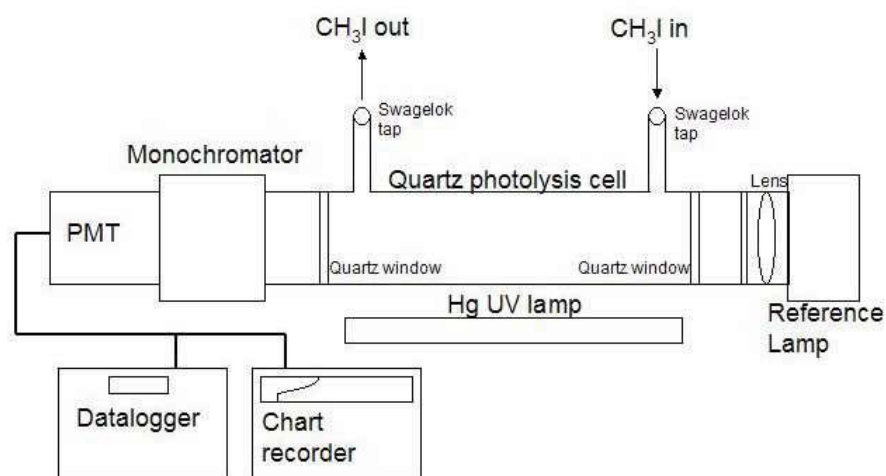 CH₃I out
CH₃I in
Swagelok
tap
Swagelok
tap
Monochromator
Quartz photolysis cell
Lens
PMT
Quartz window
Quartz window
Hg UV lamp
Reference
Lamp
Datalogger
Chart
recorder